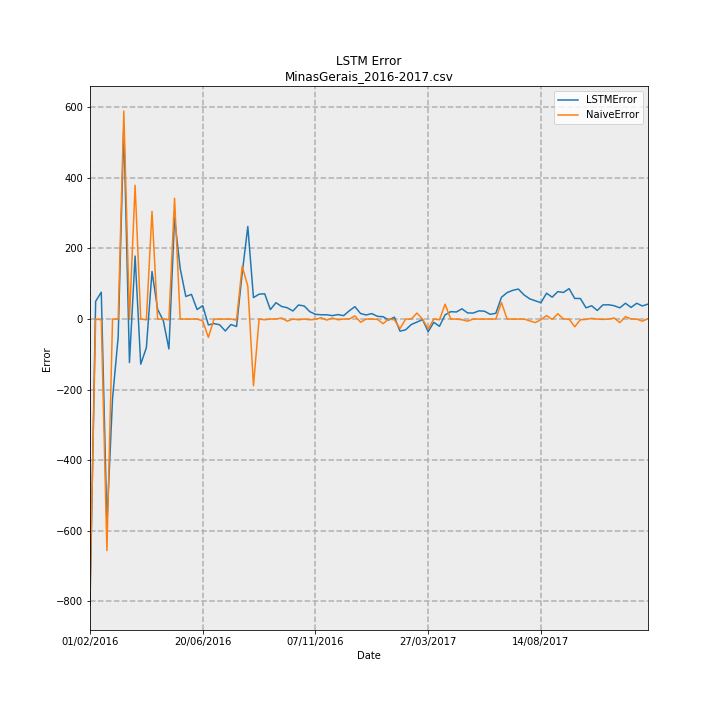 LSTM Error
MinasGerais_2016-2017.csv
LSTMError
NaiveError
600
400
200
0
−200
−400
−600
−800
Error
01/02/2016 20/06/2016 07/11/2016 27/03/2017 14/08/2017
Date